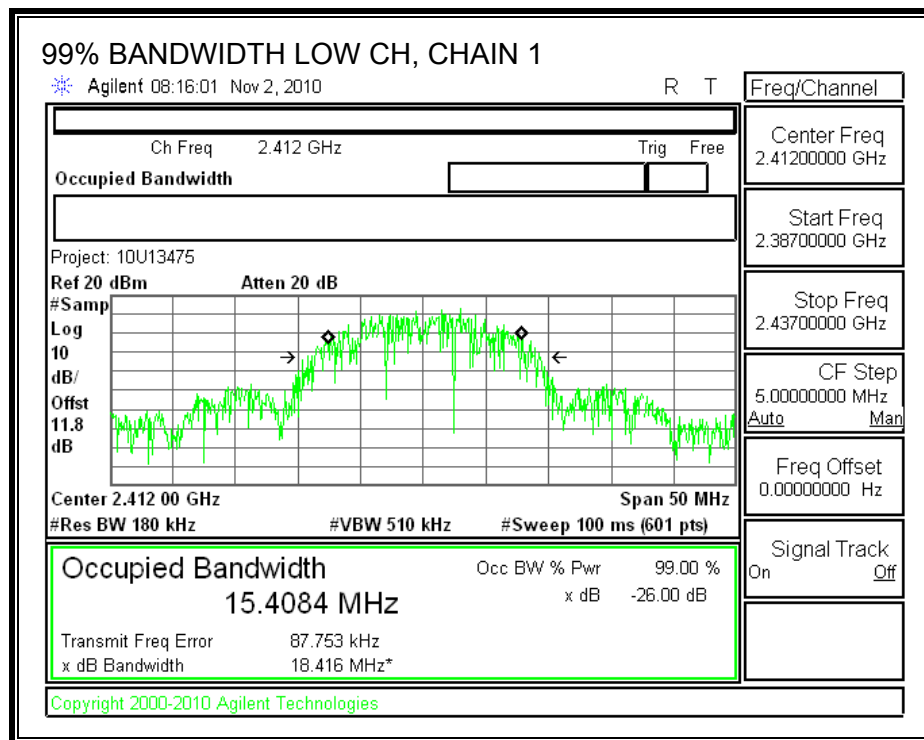 99% BANDWIDTH LOW CH, CHAIN 1
Agilent 08:16:01 Nov 2, 2010 R T
Freq/Channel
Ch Freq 2.412 GHz Trig Free
Occupied Bandwidth
Center Freq
2.41200000 GHz
Start Freq
2.38700000 GHz
Stop Freq
2.43700000 GHz
CF Step
5.00000000 MHz
Auto Man
Freq Offset
0.00000000 Hz
Signal Track
On Off
Project: 10U13475
Ref 20 dBm Atten 20 dB
#Samp
Log
10
dB/
Offst
11.8
dB
Center 2.412 00 GHz Span 50 MHz
#Res BW 180 kHz #VBW 510 kHz #Sweep 100 ms (601 pts)
Occupied Bandwidth Occ BW % Pwr 99.00 %
15.4084 MHz x dB -26.00 dB
Transmit Freq Error 87.753 kHz
x dB Bandwidth 18.416 MHz*
Copyright 2000-2010 Agilent Technologies